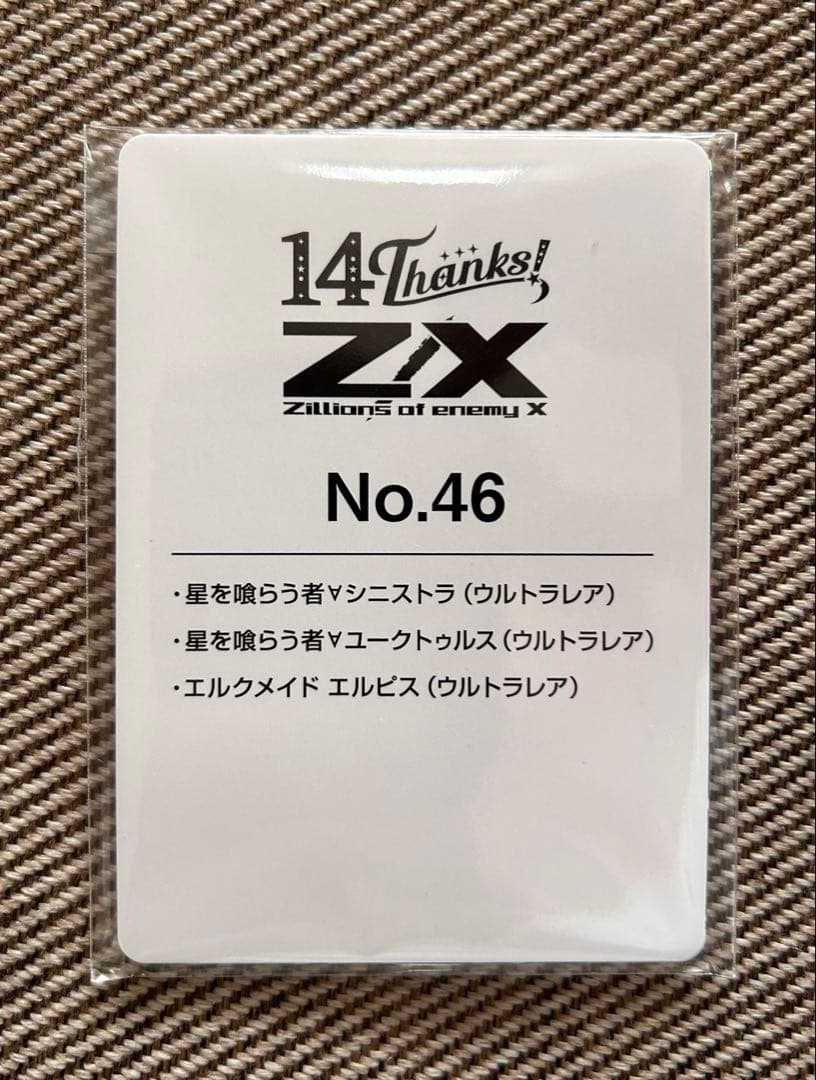 14 Thanks!
Z/X
Zillions of enemy X
No.46
・星を喰らう者∀シニストラ（ウルトラレア）
・星を喰らう者∀ユークトゥルス（ウルトラレア）
・エルクメイド エルピス（ウルトラレア）